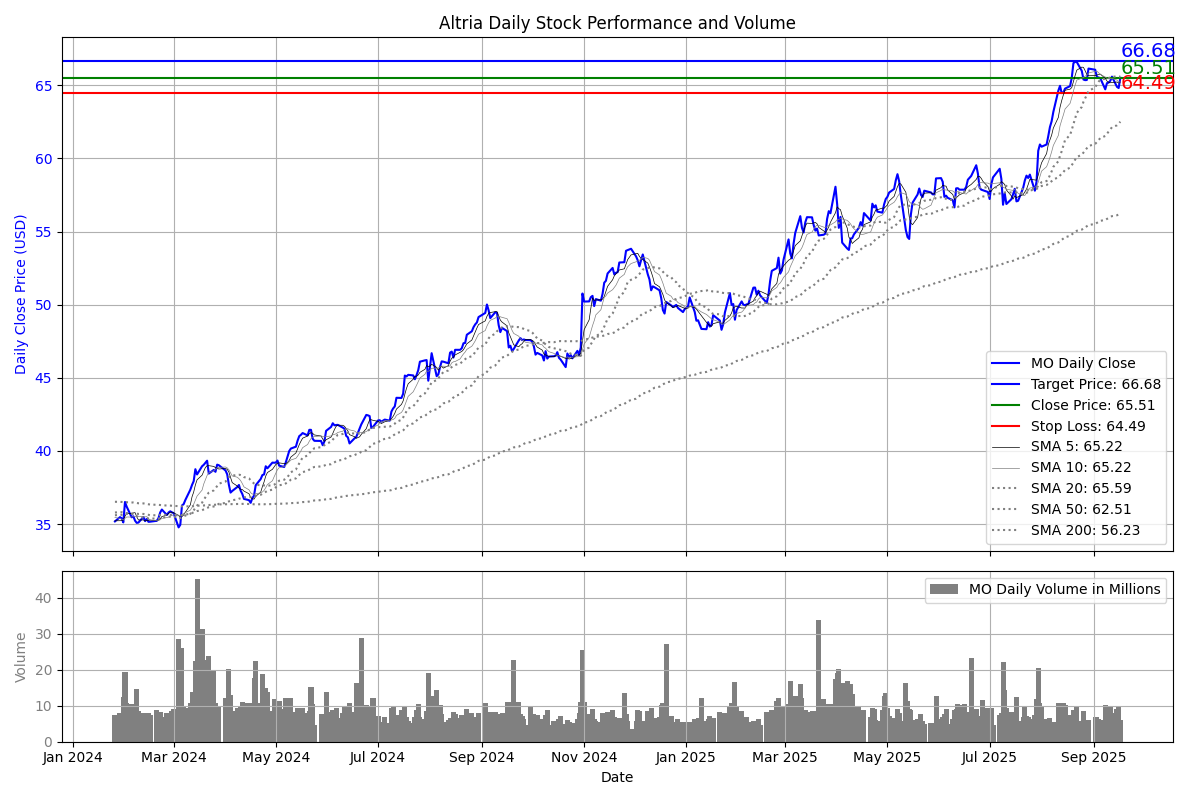 Altria Daily Stock Performance and Volume
66.68
65.51
64.49
65
60
55
50
45
40
35
Daily Close Price (USD)
MO Daily Close
Target Price: 66.68
Close Price: 65.51
Stop Loss: 64.49
SMA 5: 65.22
SMA 10: 65.22
SMA 20: 65.59
SMA 50: 62.51
SMA 200: 56.23
40
30
20
10
0
Volume
MO Daily Volume in Millions
Jan 2024 Mar 2024 May 2024 Jul 2024 Sep 2024 Nov 2024 Jan 2025 Mar 2025 May 2025 Jul 2025 Sep 2025
Date